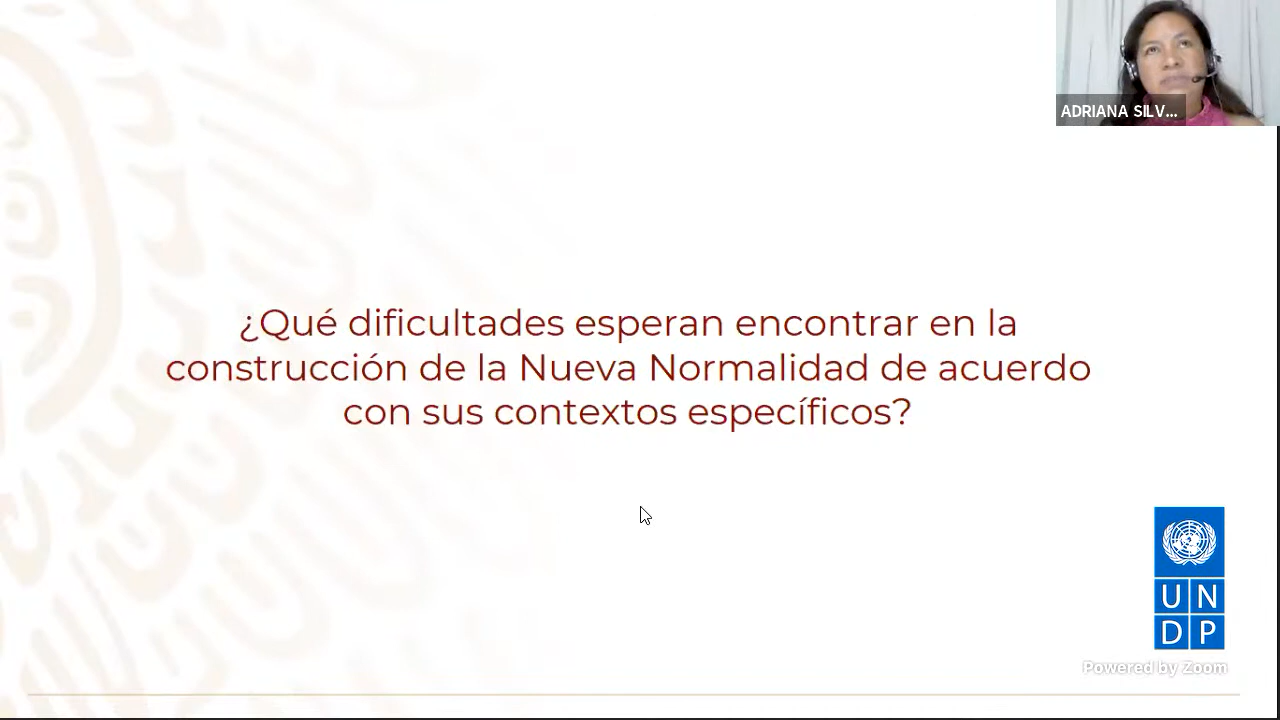 ADRIANA SILV...
¿Qué dificultades esperan encontrar en la
construcción de la Nueva Normalidad de acuerdo
con sus contextos específicos?
U N
D P
Powered by Zoom